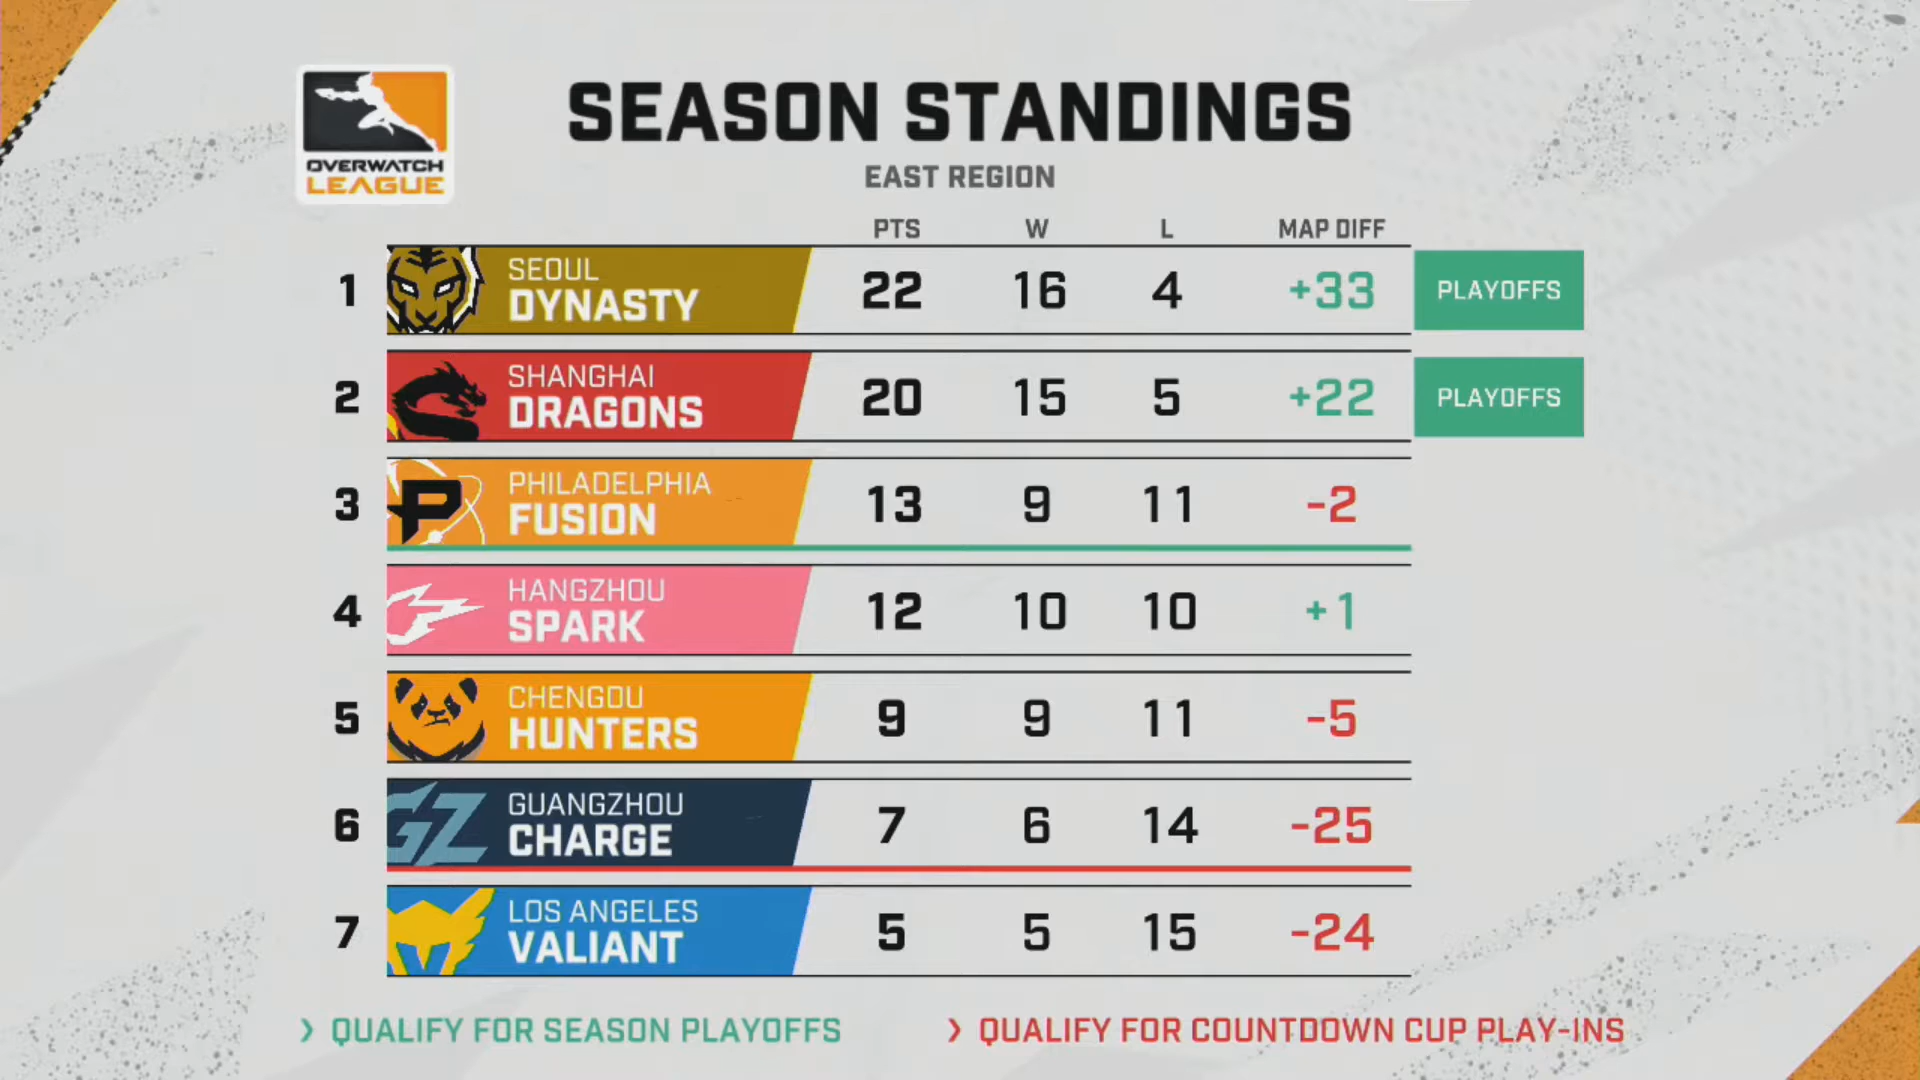 OVERWATCH
LEAGUE
SEASON STANDINGS
EAST REGION
PTS W L MAP DIFF
1 SEOUL DYNASTY 22 16 4 +33 PLAYOFFS
2 SHANGHAI DRAGONS 20 15 5 +22 PLAYOFFS
3 PHILADELPHIA FUSION 13 9 11 -2
4 HANGZHOU SPARK 12 10 10 +1
5 CHENGDU HUNTERS 9 9 11 -5
6 GZ GUANGZHOU CHARGE 7 6 14 -25
7 LOS ANGELES VALIANT 5 5 15 -24
> QUALIFY FOR SEASON PLAYOFFS > QUALIFY FOR COUNTDOWN CUP PLAY-INS